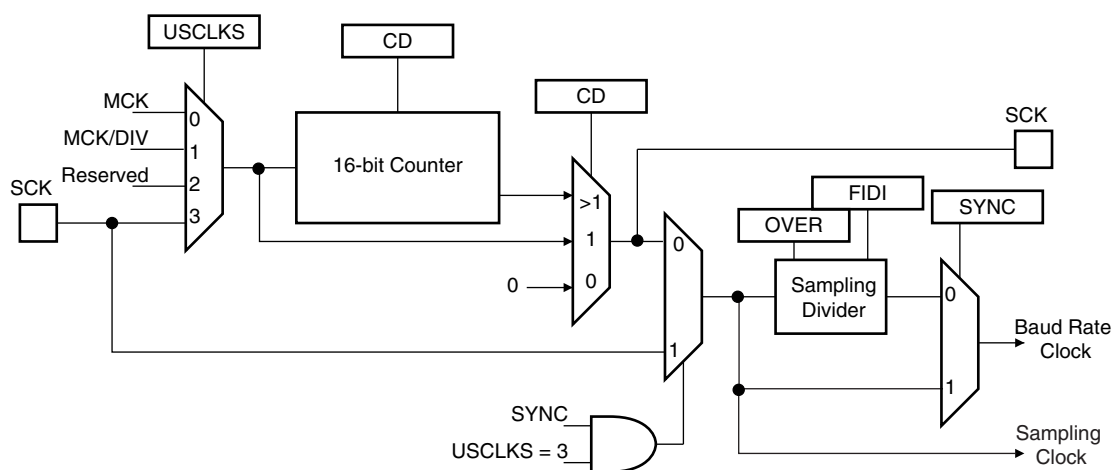 USCLKS
CD
CD
MCK
MCK/DIV
Reserved
SCK
0
1
2
3
16-bit Counter
>1
1
0
0
SCK
0
1
FIDI
OVER
SYNC
Sampling
Divider
0
1
Baud Rate
Clock
SYNC
USCLKS = 3
Sampling
Clock